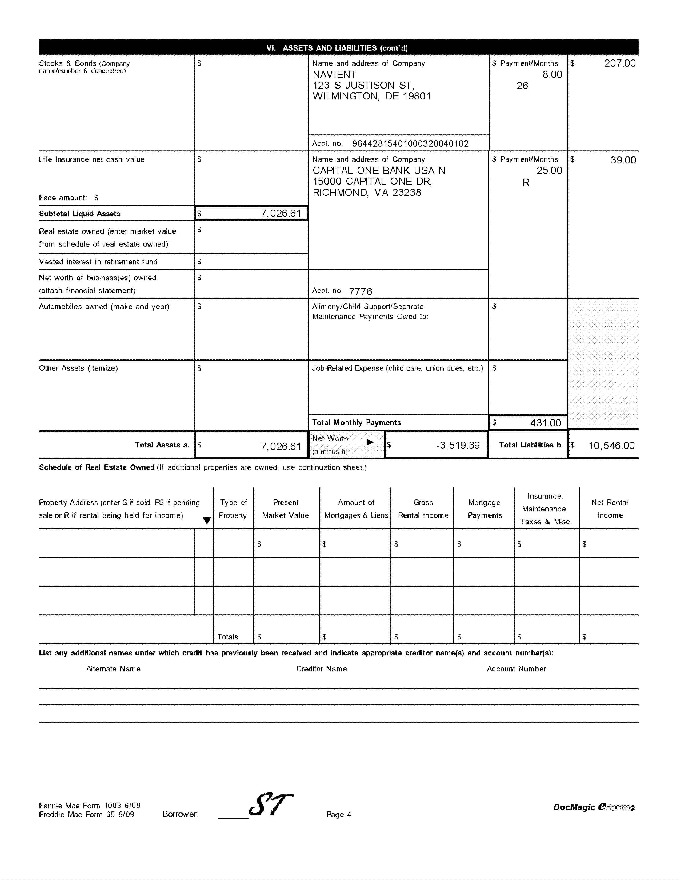 VI. ASSETS AND LIABILITIES (cont'd)
Stocks & Bonds (Company $ Name and address of Company $ Payment/Months $ 207.00
name/number & description) NAVIENT 8.00
123 S JUSTISON ST, 26
WILMINGTON, DE 19801
Acct. no.
Life insurance net cash value $ Name and address of Company $ Payment/Months $ 39.00
CAPITAL ONE BANK USA N 25.00
15000 CAPITAL ONE DR R
RICHMOND, VA 23238
Face amount: $
Subtotal Liquid Assets $ 7,026.61
Real estate owned (enter market value $
from schedule of real estate owned)
Vested interest in retirement fund $
Net worth of business(es) owned $
(attach financial statement) Acct. no. 7776
Automobiles owned (make and year) $ Alimony/Child Support/Separate $
Maintenance Payments Owed to:
Other Assets (itemize) $ Job-Related Expense (child care, union dues, etc.) $
Total Monthly Payments $ 431.00
Total Assets a. $ 7,026.61 Net Worth $ -3,519.39 Total Liabilities b. $ 10,546.00
(a minus b)
Schedule of Real Estate Owned (If additional properties are owned, use continuation sheet.)
Property Address (enter S if sold, PS if pending Type of Present Amount of Gross Mortgage Insurance, Net Rental
sale or R if rental being held for income) Property Market Value Mortgages & Liens Rental Income Payments Maintenance, Income
Taxes & Misc.
$ $ $ $ $ $
Totals $ $ $ $ $ $
List any additional names under which credit has previously been received and indicate appropriate creditor name(s) and account number(s):
Alternate Name Creditor Name Account Number
Fannie Mae Form 1003 6/09
Freddie Mac Form 65 6/09 Borrower ST Page 4
DocMagic